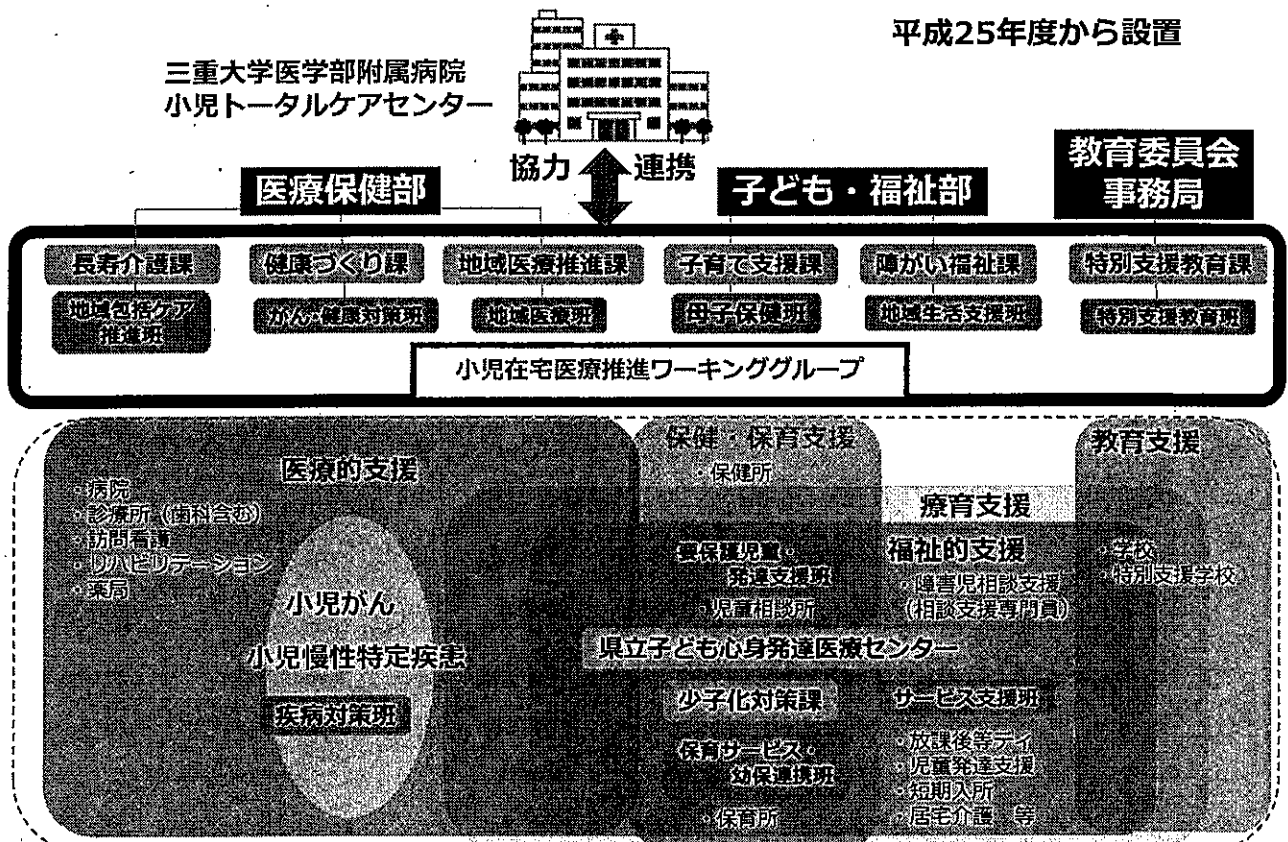 平成25年度から設置
三重大学医学部附属病院
小児トータルケアセンター
協力 連携
医療保健部
子ども・福祉部
教育委員会
事務局
長寿介護課
健康づくり課
地域医療推進課
子育て支援課
障がい福祉課
特別支援教育課
地域包括ケア
推進班
がん・健康対策班
地域医療班
母子保健班
地域生活支援班
特別支援教育班
小児在宅医療推進ワーキンググループ
医療的支援
・病院
・診療所（歯科含む）
・訪問看護
・リハビリテーション
・薬局
小児がん
小児慢性特定疾患
疾病対策班
保健・保育支援
・保健所
要保護児童・
発達支援班
・児童相談所
療育支援
福祉的支援
・障害児相談支援
（相談支援専門員）
教育支援
・学校
・特別支援学校
県立子ども心身発達医療センター
少子化対策課
保育サービス・
幼保連携班
・保育所
サービス支援班
・放課後等デイ
・児童発達支援
・短期入所
・居宅介護 等